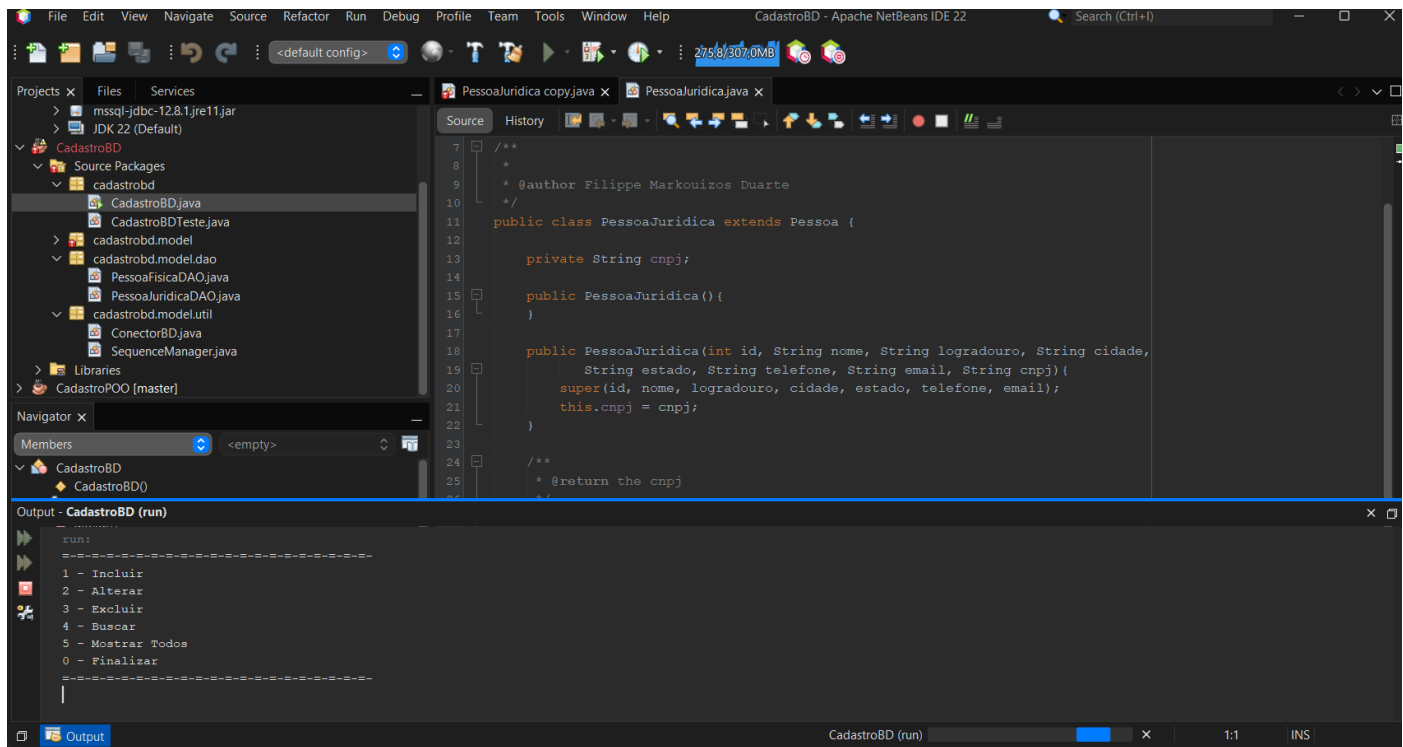 File Edit View Navigate Source Refactor Run Debug Profile Team Tools Window Help CadastroBD - Apache NetBeans IDE 22 Search (Ctrl+I)
<default config> 275,8/307,0MB
Projects Files Services
mssql-jdbc-12.8.1.jre11.jar
JDK 22 (Default)
CadastroBD
Source Packages
cadastrobd
CadastroBD.java
CadastroBDTeste.java
cadastrobd.model
cadastrobd.model.dao
PessoaFisicaDAO.java
PessoaJuridicaDAO.java
cadastrobd.model.util
ConectorBD.java
SequenceManager.java
Libraries
CadastroPOO [master]
Navigator
Members <empty>
CadastroBD
CadastroBD()
PessoaJuridica copy.java PessoaJuridica.java
Source History
7 /**
8 *
9 * @author Filippe Markouizos Duarte
10 */
11 public class PessoaJuridica extends Pessoa {
12
13 private String cnpj;
14
15 public PessoaJuridica(){
16 }
17
18 public PessoaJuridica(int id, String nome, String logradouro, String cidade,
19 String estado, String telefone, String email, String cnpj){
20 super(id, nome, logradouro, cidade, estado, telefone, email);
21 this.cnpj = cnpj;
22 }
23
24 /**
25 * @return the cnpj
Output - CadastroBD (run)
run:
=-=-=-=-=-=-=-=-=-=-=-=-=-=-=-=-=-=-=-=-=-
1 - Incluir
2 - Alterar
3 - Excluir
4 - Buscar
5 - Mostrar Todos
0 - Finalizar
=-=-=-=-=-=-=-=-=-=-=-=-=-=-=-=-=-=-=-=-=-
Output CadastroBD (run) 1:1 INS